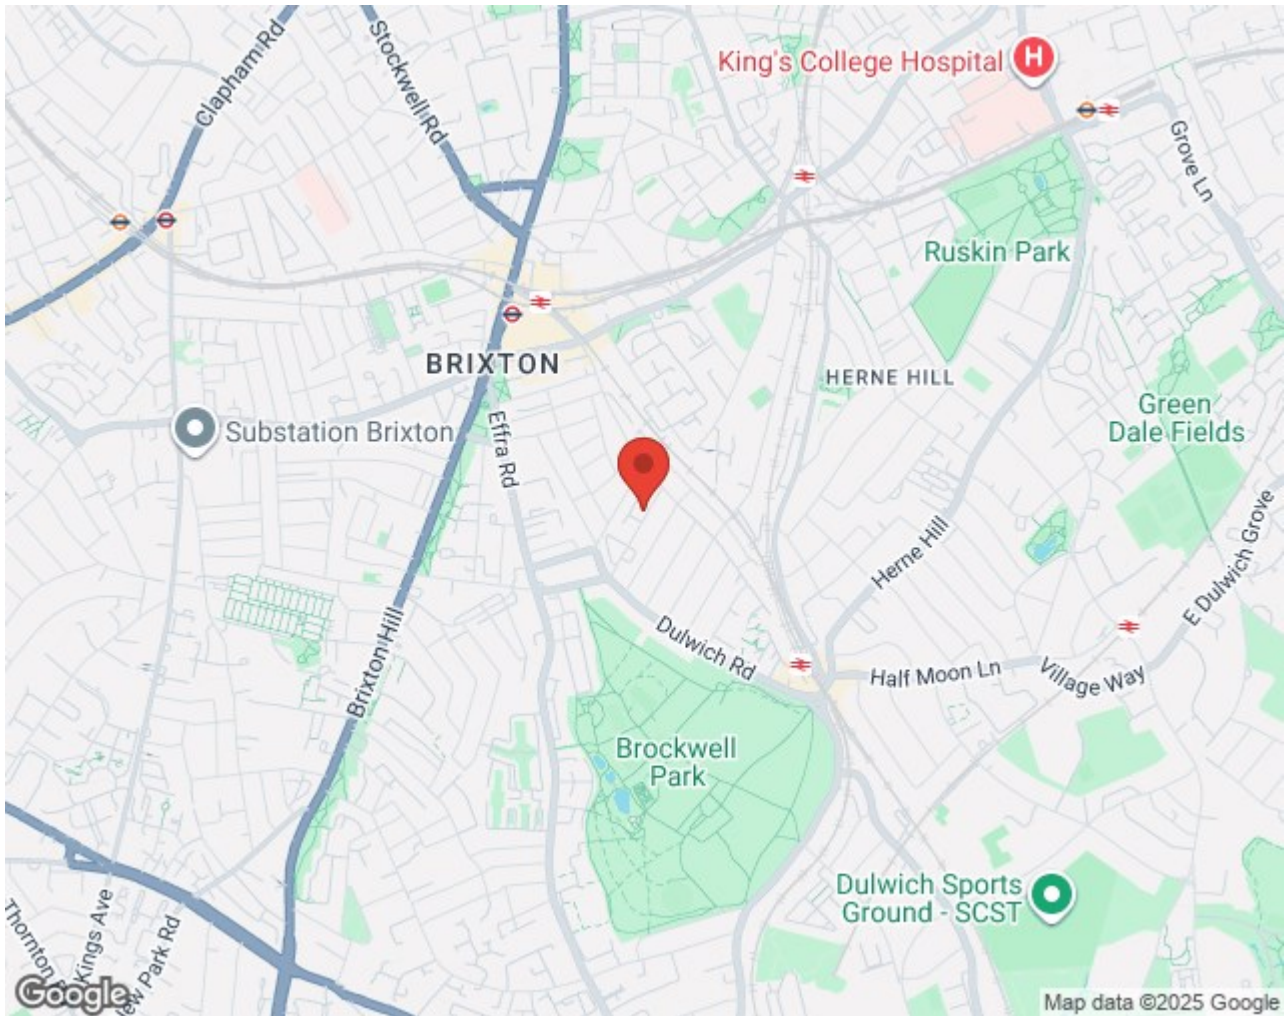 Clapham Rd
Stockwell Rd
King's College Hospital
H
Grove Ln
Ruskin Park
BRIXTON
HERNE HILL
Green
Dale Fields
Substation Brixton
Effra Rd
Herne Hill
E Dulwich Grove
Dulwich Rd
Half Moon Ln
Village Way
Brixton Hill
Brockwell
Park
Dulwich Sports
Ground - SCST
Thornton
Kings Ave
New Park Rd
Google
Map data ©2025 Google